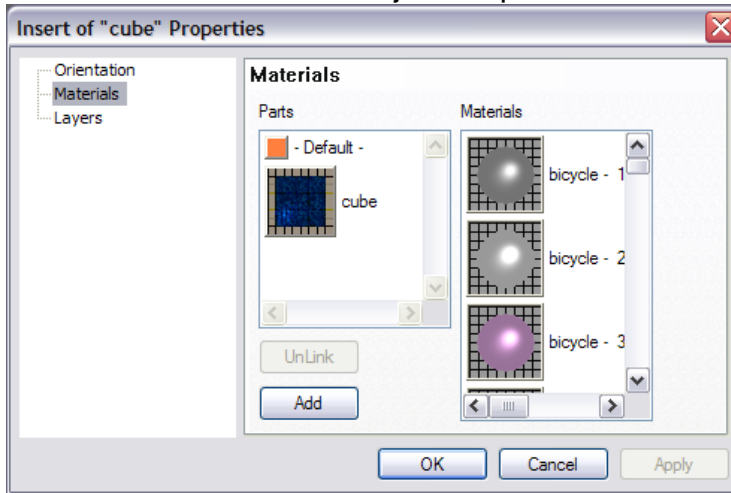 Insert of "cube" Properties
Orientation
Materials
Layers
Materials
Parts
- Default -
cube
UnLink
Add
Materials
bicycle - 1
bicycle - 2
bicycle - 3
OK
Cancel
Apply